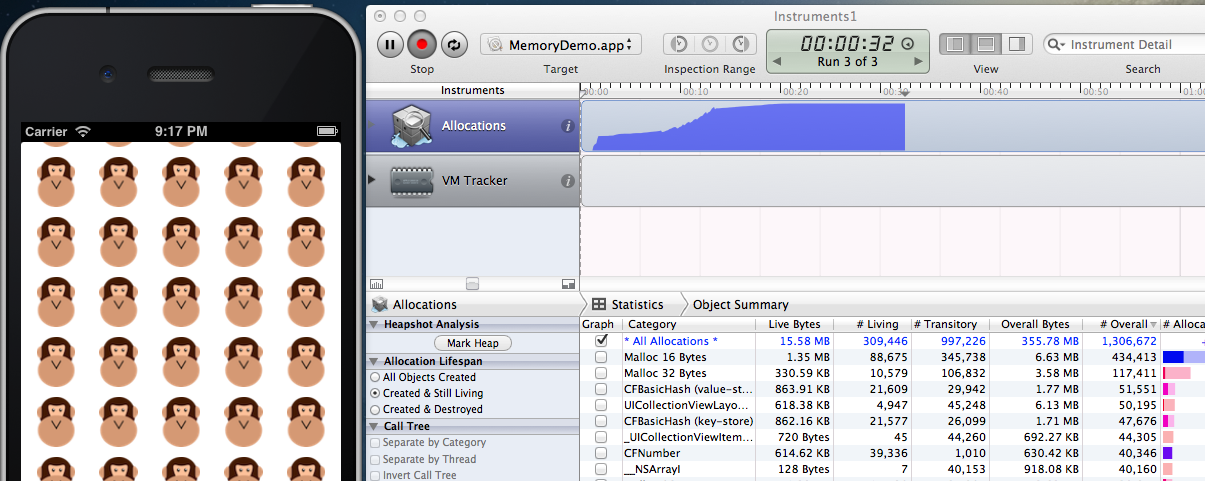 Carrier 9:17 PM
Instruments1
MemoryDemo.app
00:00:32
Run 3 of 3
Instrument Detail
Stop Target Inspection Range View Search
Instruments
00:00 00:10 00:20 00:30 00:40 00:50 01:00
Allocations
VM Tracker
Allocations Statistics Object Summary
Heapshot Analysis
Mark Heap
Allocation Lifespan
All Objects Created
Created & Still Living
Created & Destroyed
Call Tree
Separate by Category
Separate by Thread
Invert Call Tree
Graph Category Live Bytes # Living # Transitory Overall Bytes # Overall # Alloca
* All Allocations * 15.58 MB 309,446 997,226 355.78 MB 1,306,672
Malloc 16 Bytes 1.35 MB 88,675 345,738 6.63 MB 434,413
Malloc 32 Bytes 330.59 KB 10,579 106,832 3.58 MB 117,411
CFBasicHash (value-st... 863.91 KB 21,609 29,942 1.77 MB 51,551
UICollectionViewLayo... 618.38 KB 4,947 45,248 6.13 MB 50,195
CFBasicHash (key-store) 862.16 KB 21,577 26,099 1.71 MB 47,676
_UICollectionViewItem... 720 Bytes 45 44,260 692.27 KB 44,305
CFNumber 614.62 KB 39,336 1,010 630.42 KB 40,346
__NSArrayI 128 Bytes 7 40,153 918.08 KB 40,160